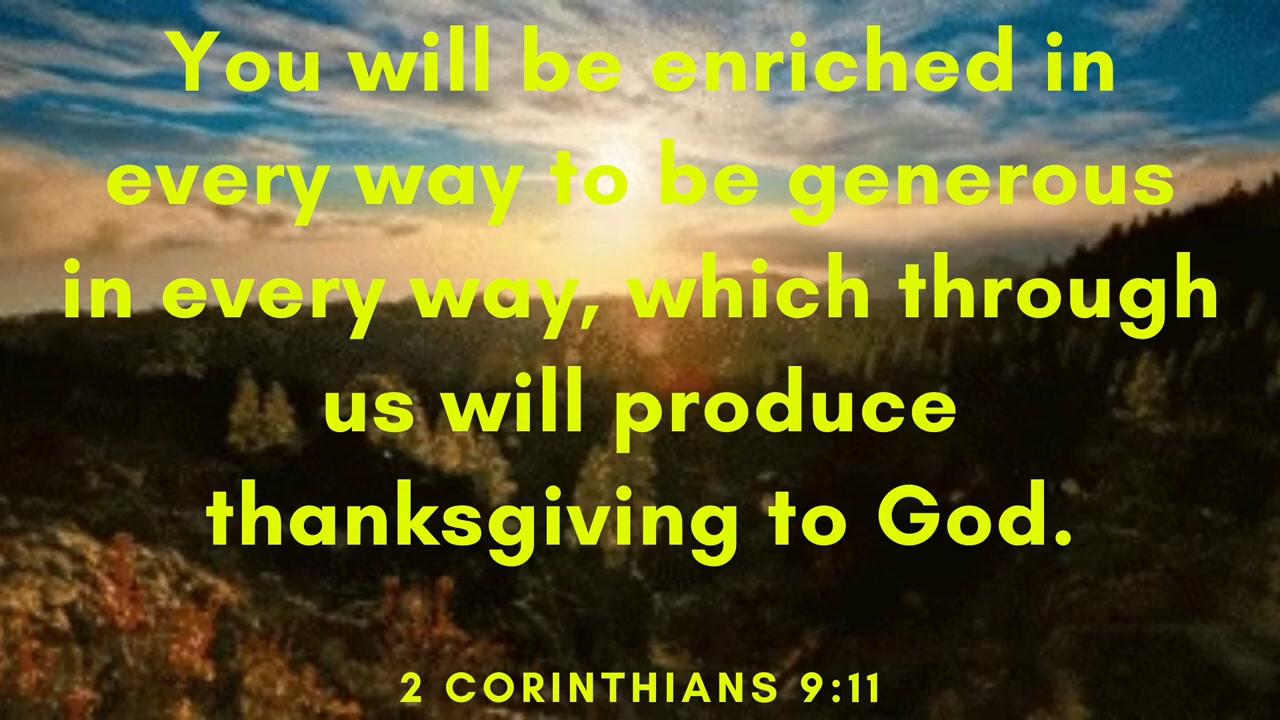 You will be enriched in
every way to be generous
in every way, which through
us will produce
thanksgiving to God.
2 CORINTHIANS 9:11